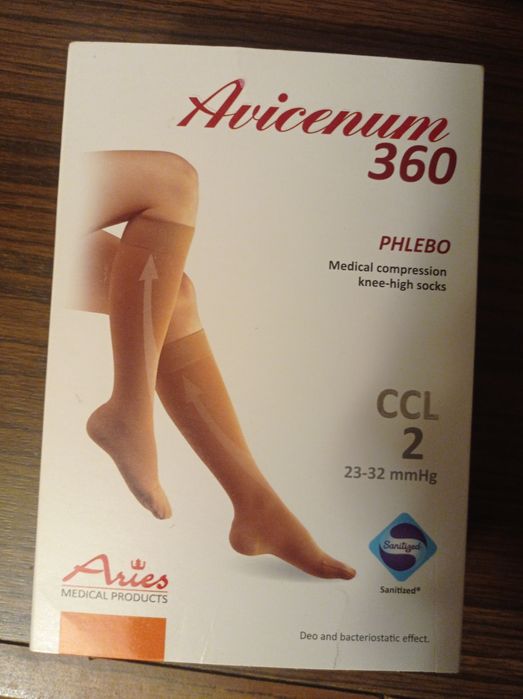 Avicenum
360
PHLEBO
Medical compression
knee-high socks
CCL
2
23-32 mmHg
Sanitized
Sanitized®
Aries
MEDICAL PRODUCTS
Deo and bacteriostatic effect.